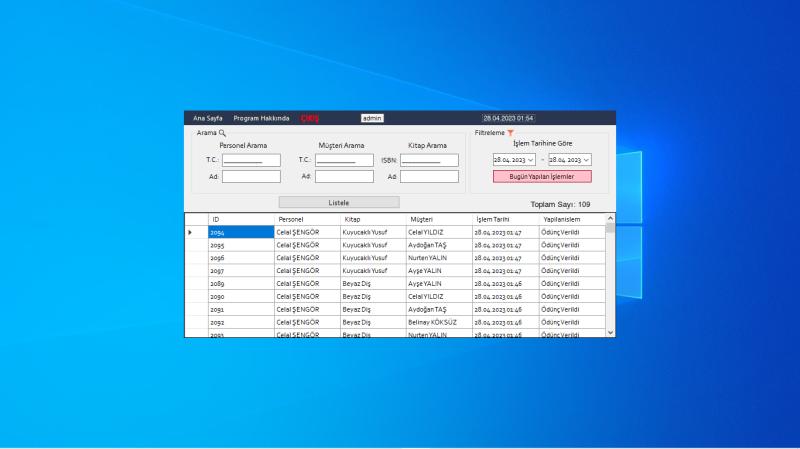 Ana Sayfa Program Hakkında ÇIKIŞ admin 28.04.2023 01:54
Arama
Filtreleme
Personel Arama Müşteri Arama Kitap Arama
İşlem Tarihine Göre
T.C.: T.C.: ISBN:
28.04.2023 - 28.04.2023
Ad: Ad: Ad:
Bugün Yapılan İşlemler
Listele
Toplam Sayı: 109
ID Personel Kitap Müşteri İşlem Tarihi Yapilanislem
2094 Celal ŞENGÖR Kuyucaklı Yusuf Celal YILDIZ 28.04.2023 01:47 Ödünç Verildi
2095 Celal ŞENGÖR Kuyucaklı Yusuf Aydoğan TAŞ 28.04.2023 01:47 Ödünç Verildi
2096 Celal ŞENGÖR Kuyucaklı Yusuf Nurten YALIN 28.04.2023 01:47 Ödünç Verildi
2097 Celal ŞENGÖR Kuyucaklı Yusuf Ayşe YALIN 28.04.2023 01:47 Ödünç Verildi
2089 Celal ŞENGÖR Beyaz Diş Ayşe YALIN 28.04.2023 01:46 Ödünç Verildi
2090 Celal ŞENGÖR Beyaz Diş Celal YILDIZ 28.04.2023 01:46 Ödünç Verildi
2091 Celal ŞENGÖR Beyaz Diş Aydoğan TAŞ 28.04.2023 01:46 Ödünç Verildi
2092 Celal ŞENGÖR Beyaz Diş Belinay KÖKSÜZ 28.04.2023 01:46 Ödünç Verildi
2093 Celal ŞENGÖR Beyaz Diş Nurten YALIN 28.04.2023 01:46 Ödünç Verildi